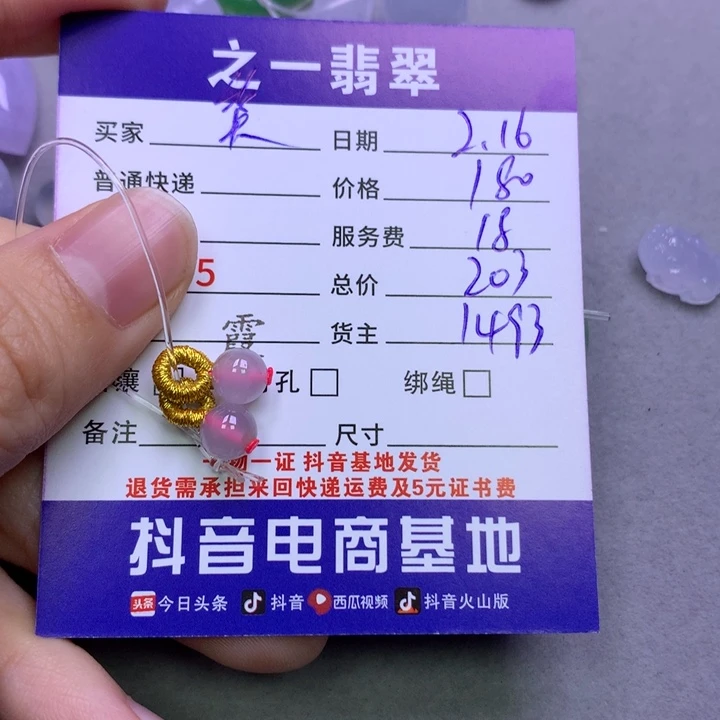 之一翡翠
买家 日期 2.16
普通快递 价格 180
服务费 18
5 总价 203
霞 货主 1493
镶 孔 绑绳
备注 尺寸
一物一证 抖音基地发货
退货需承担来回快递运费及5元证书费
抖音电商基地
头条 今日头条 抖音 西瓜视频 抖音火山版